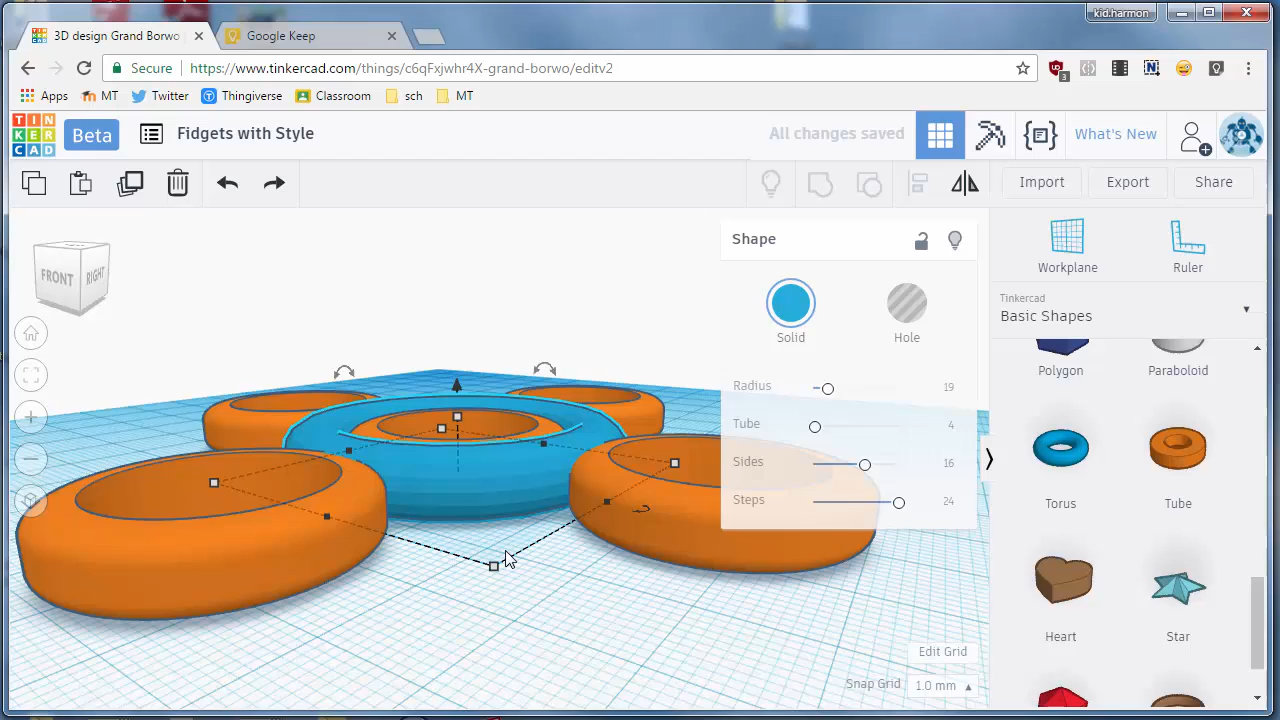 kid.harmon
3D design Grand Borwo
Google Keep
Secure
https://www.tinkercad.com/things/c6qFxjwhr4X-grand-borwo/editv2
3
Apps
MT
Twitter
Thingiverse
Classroom
sch
MT
TIN
KER
CAD
Beta
Fidgets with Style
All changes saved
What's New
Import
Export
Share
FRONT
RIGHT
Shape
Solid
Hole
Radius 19
Tube 4
Sides 16
Steps 24
Workplane
Ruler
Tinkercad
Basic Shapes
Polygon
Paraboloid
Torus
Tube
Heart
Star
Edit Grid
Snap Grid 1.0 mm